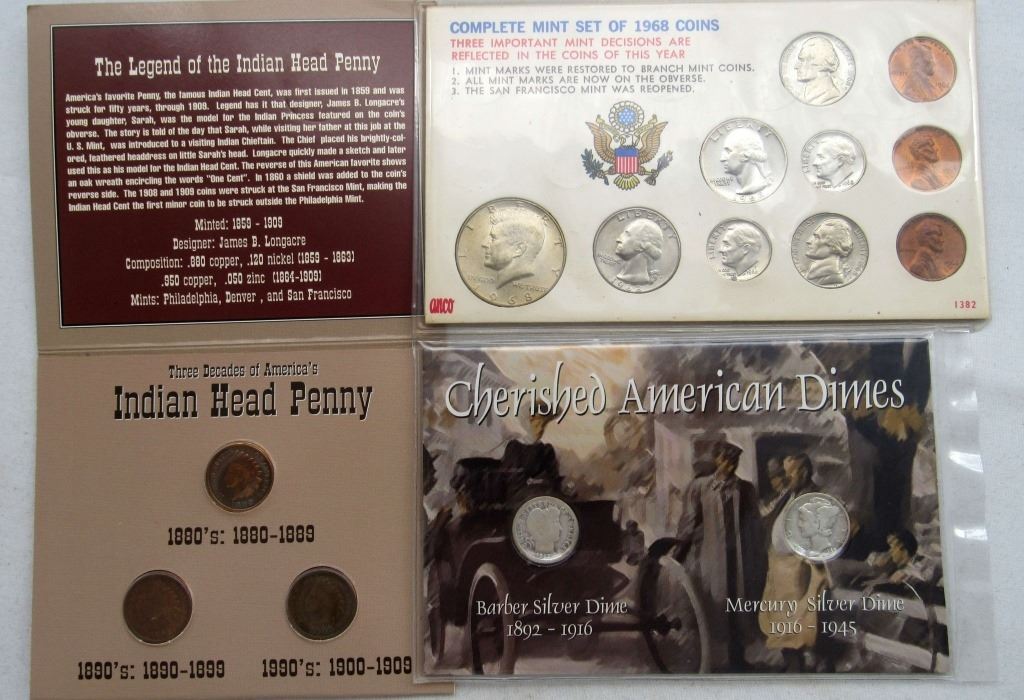 The Legend of the Indian Head Penny
America's favorite Penny, the famous Indian Head Cent, was first issued in 1859 and was
struck for fifty years, through 1909. Legend has it that designer, James B. Longacre's
young daughter, Sarah, was the model for the Indian Princess featured on the coin's
obverse. The story is told of the day that Sarah, while visiting her father at this job at the
U. S. Mint, was introduced to a visiting Indian Chieftain. The Chief placed his brightly-col-
ored, feathered headdress on little Sarah's head. Longacre quickly made a sketch and later
used this as his model for the Indian Head Cent. The reverse of this American favorite shows
an oak wreath encircling the words "One Cent". In 1860 a shield was added to the coin's
reverse side. The 1908 and 1909 coins were struck at the San Francisco Mint, making the
Indian Head Cent the first minor coin to be struck outside the Philadelphia Mint.
Minted: 1859 - 1909
Designer: James B. Longacre
Composition: .880 copper, .120 nickel (1859 - 1863)
.950 copper, .050 zinc (1864-1909)
Mints: Philadelphia, Denver , and San Francisco
Three Decades of America's
Indian Head Penny
1880's: 1880-1889
1890's: 1890-1899
1990's: 1900-1909
COMPLETE MINT SET OF 1968 COINS
THREE IMPORTANT MINT DECISIONS ARE
REFLECTED IN THE COINS OF THIS YEAR
1. MINT MARKS WERE RESTORED TO BRANCH MINT COINS.
2. ALL MINT MARKS ARE NOW ON THE OBVERSE.
3. THE SAN FRANCISCO MINT WAS REOPENED.
LIBERTY
LIBERTY
1968
anco
1382
Cherished American Dimes
Barber Silver Dime
1892 - 1916
Mercury Silver Dime
1916 - 1945